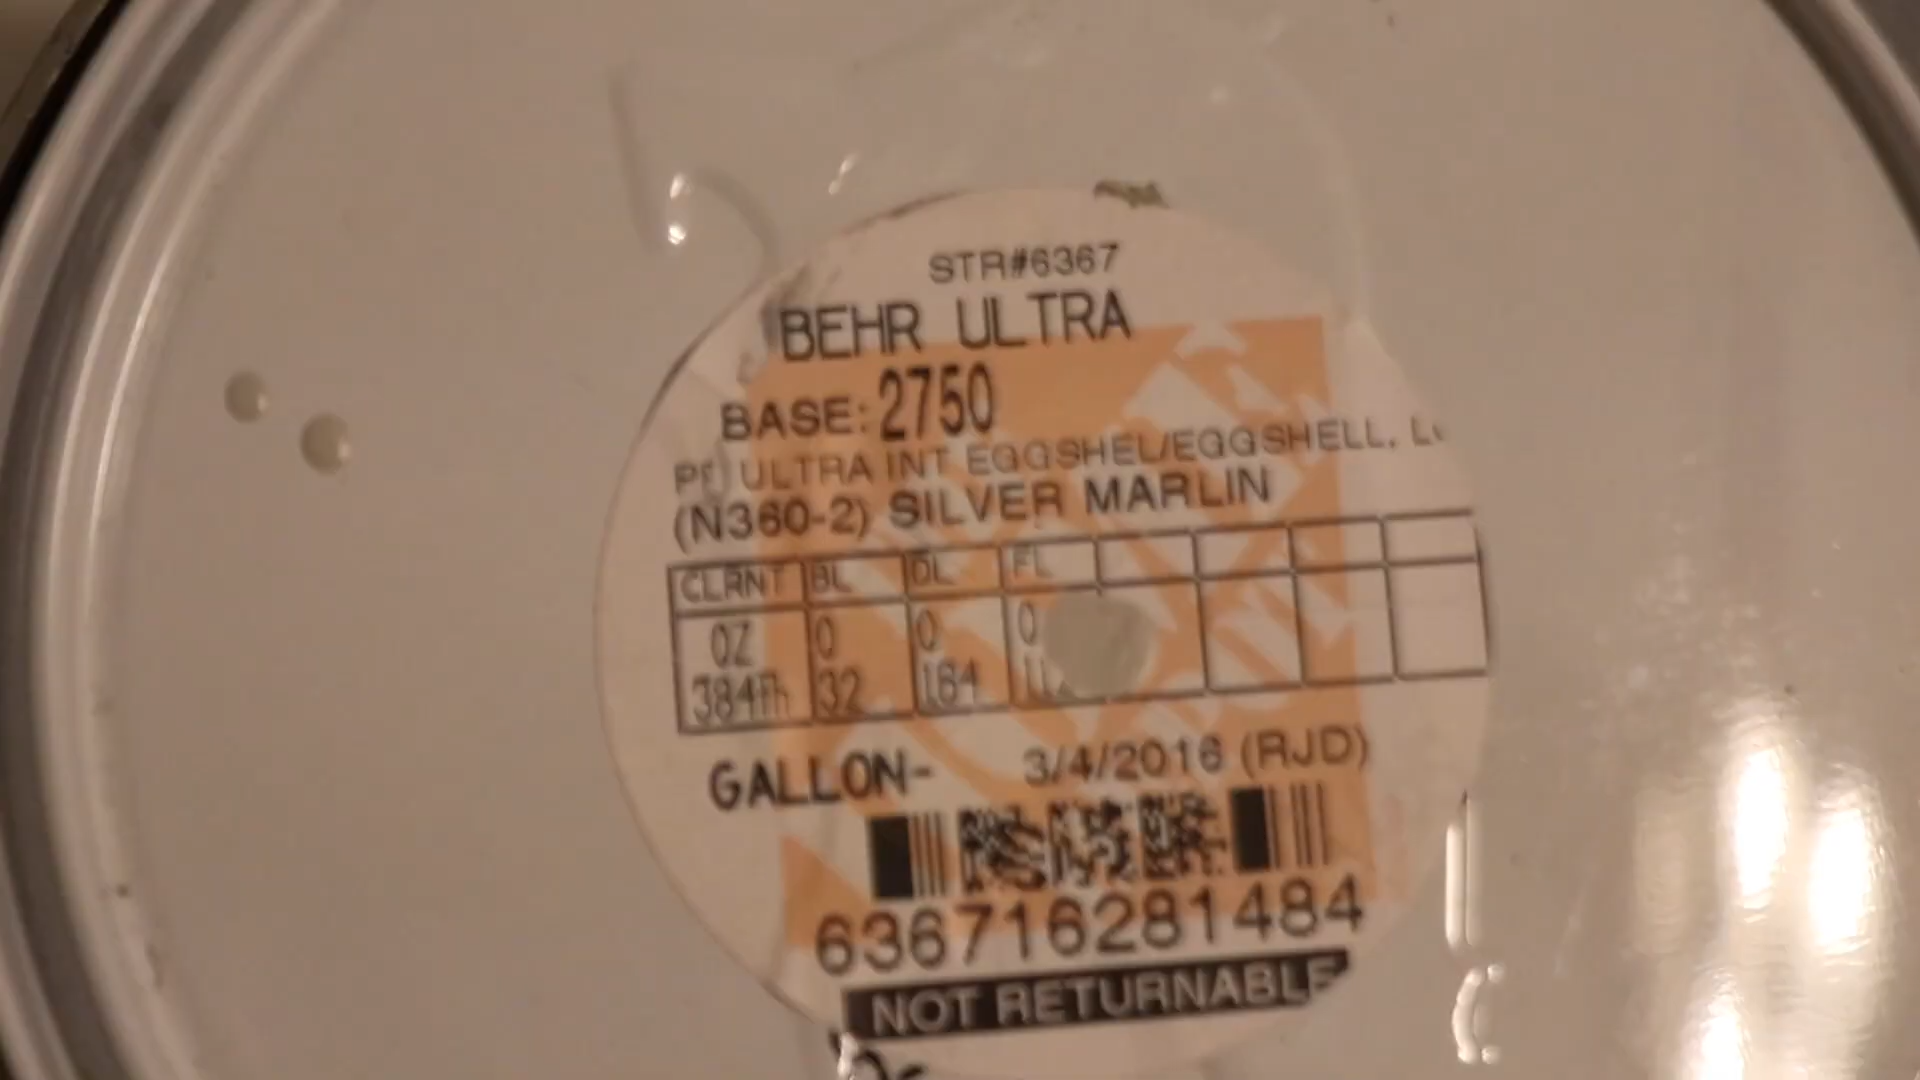 STR#6367
BEHR ULTRA
BASE: 2750
ULTRA INT EGGSHEL/EGGSHELL,
(N360-2) SILVER MARLIN
CLRNT BL DL FL
OZ 0 0 0
384Th 32 184
GALLON- 3/4/2016 (RJD)
636716281484
NOT RETURNABLE